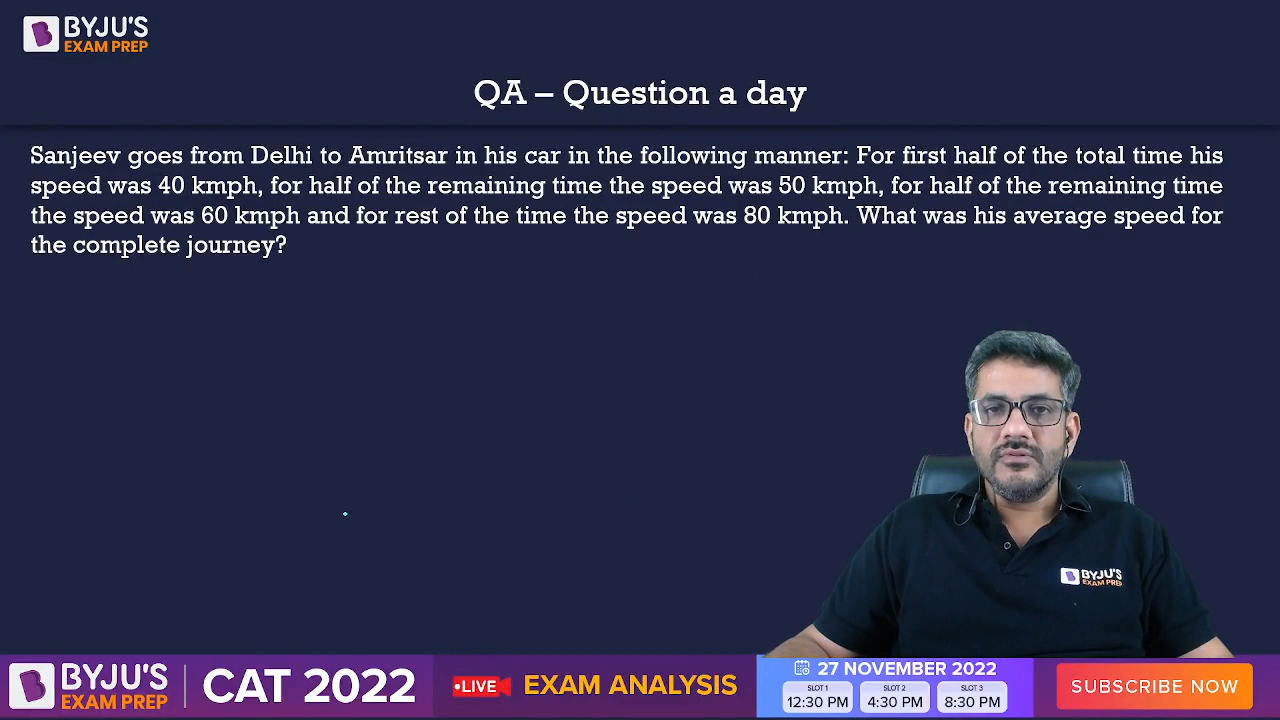 BYJU'S
EXAM PREP
QA – Question a day
Sanjeev goes from Delhi to Amritsar in his car in the following manner: For first half of the total time his
speed was 40 kmph, for half of the remaining time the speed was 50 kmph, for half of the remaining time
the speed was 60 kmph and for rest of the time the speed was 80 kmph. What was his average speed for
the complete journey?
BYJU'S
EXAM PREP
BYJU'S
EXAM PREP
CAT 2022
LIVE
EXAM ANALYSIS
27 NOVEMBER 2022
SLOT 1
12:30 PM
SLOT 2
4:30 PM
SLOT 3
8:30 PM
SUBSCRIBE NOW